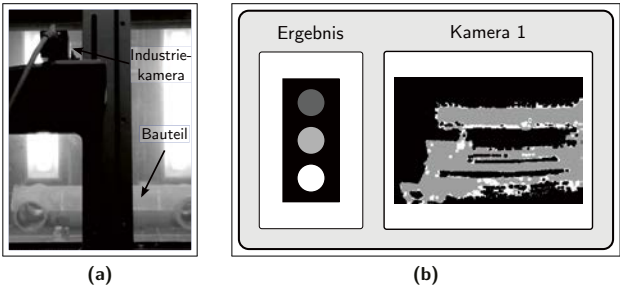 Industrie-
kamera
Bauteil
(a)
Ergebnis
Kamera 1
(b)